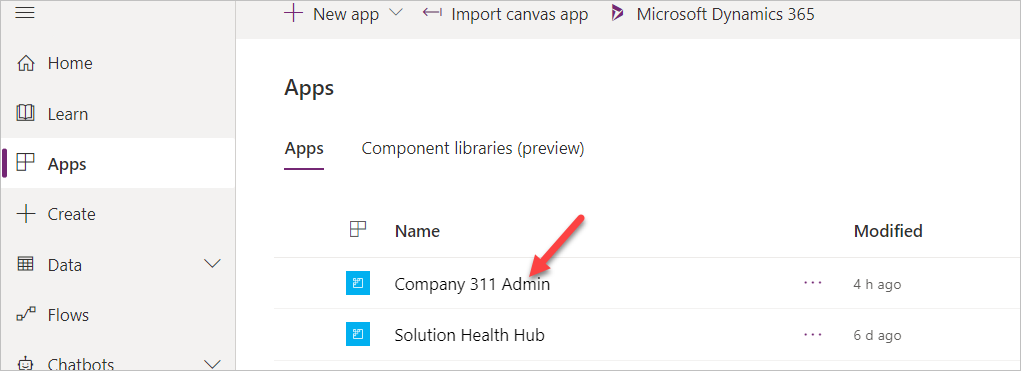 New app
Import canvas app
Microsoft Dynamics 365
Home
Learn
Apps
Create
Data
Flows
Chatbots
Apps
Apps
Component libraries (preview)
Name
Modified
Company 311 Admin
4 h ago
Solution Health Hub
6 d ago